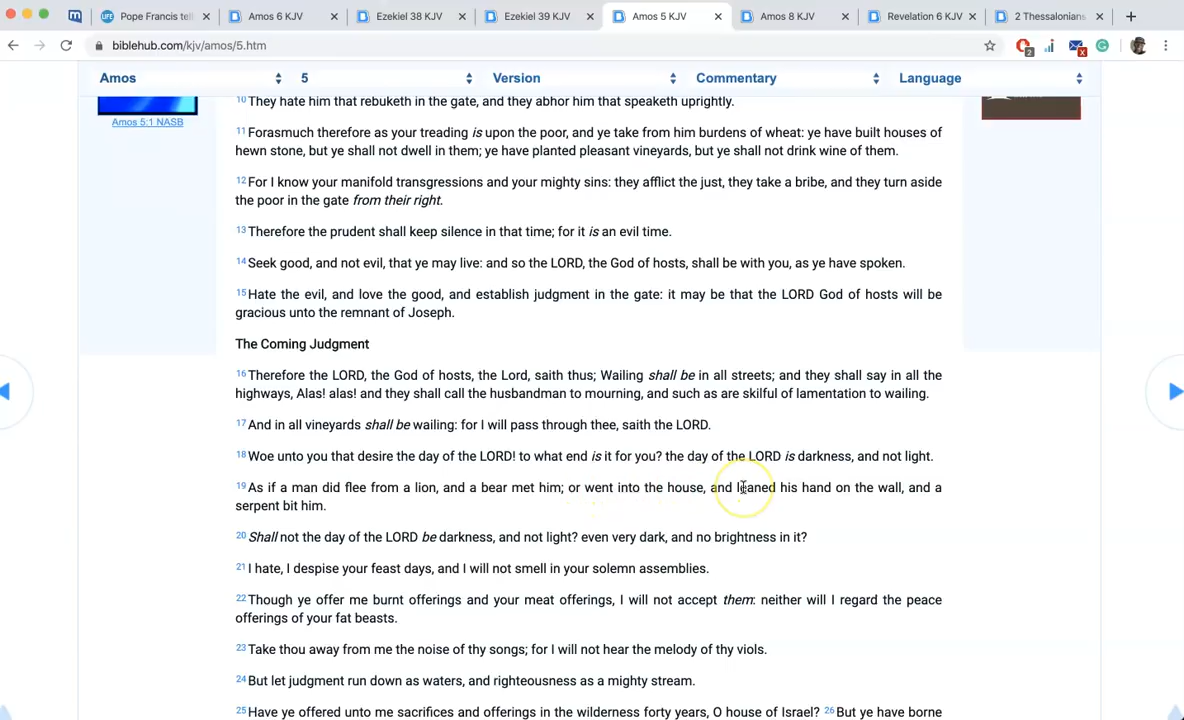 Pope Francis tell
Amos 6 KJV
Ezekiel 38 KJV
Ezekiel 39 KJV
Amos 5 KJV
Amos 8 KJV
Revelation 6 KJV
2 Thessalonians
biblehub.com/kjv/amos/5.htm
Amos
5
Version
Commentary
Language
Amos 5:1 NASB
10 They hate him that rebuketh in the gate, and they abhor him that speaketh uprightly.
11 Forasmuch therefore as your treading is upon the poor, and ye take from him burdens of wheat: ye have built houses of
hewn stone, but ye shall not dwell in them; ye have planted pleasant vineyards, but ye shall not drink wine of them.
12 For I know your manifold transgressions and your mighty sins: they afflict the just, they take a bribe, and they turn aside
the poor in the gate from their right.
13 Therefore the prudent shall keep silence in that time; for it is an evil time.
14 Seek good, and not evil, that ye may live: and so the LORD, the God of hosts, shall be with you, as ye have spoken.
15 Hate the evil, and love the good, and establish judgment in the gate: it may be that the LORD God of hosts will be
gracious unto the remnant of Joseph.
The Coming Judgment
16 Therefore the LORD, the God of hosts, the Lord, saith thus; Wailing shall be in all streets; and they shall say in all the
highways, Alas! alas! and they shall call the husbandman to mourning, and such as are skilful of lamentation to wailing.
17 And in all vineyards shall be wailing: for I will pass through thee, saith the LORD.
18 Woe unto you that desire the day of the LORD! to what end is it for you? the day of the LORD is darkness, and not light.
19 As if a man did flee from a lion, and a bear met him; or went into the house, and leaned his hand on the wall, and a
serpent bit him.
20 Shall not the day of the LORD be darkness, and not light? even very dark, and no brightness in it?
21 I hate, I despise your feast days, and I will not smell in your solemn assemblies.
22 Though ye offer me burnt offerings and your meat offerings, I will not accept them: neither will I regard the peace
offerings of your fat beasts.
23 Take thou away from me the noise of thy songs; for I will not hear the melody of thy viols.
24 But let judgment run down as waters, and righteousness as a mighty stream.
25 Have ye offered unto me sacrifices and offerings in the wilderness forty years, O house of Israel? 26 But ye have borne